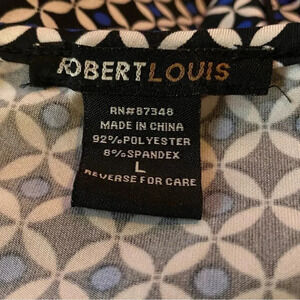 ROBERTLOUIS
RN#87348
MADE IN CHINA
92%POLYESTER
8%SPANDEX
L
REVERSE FOR CARE